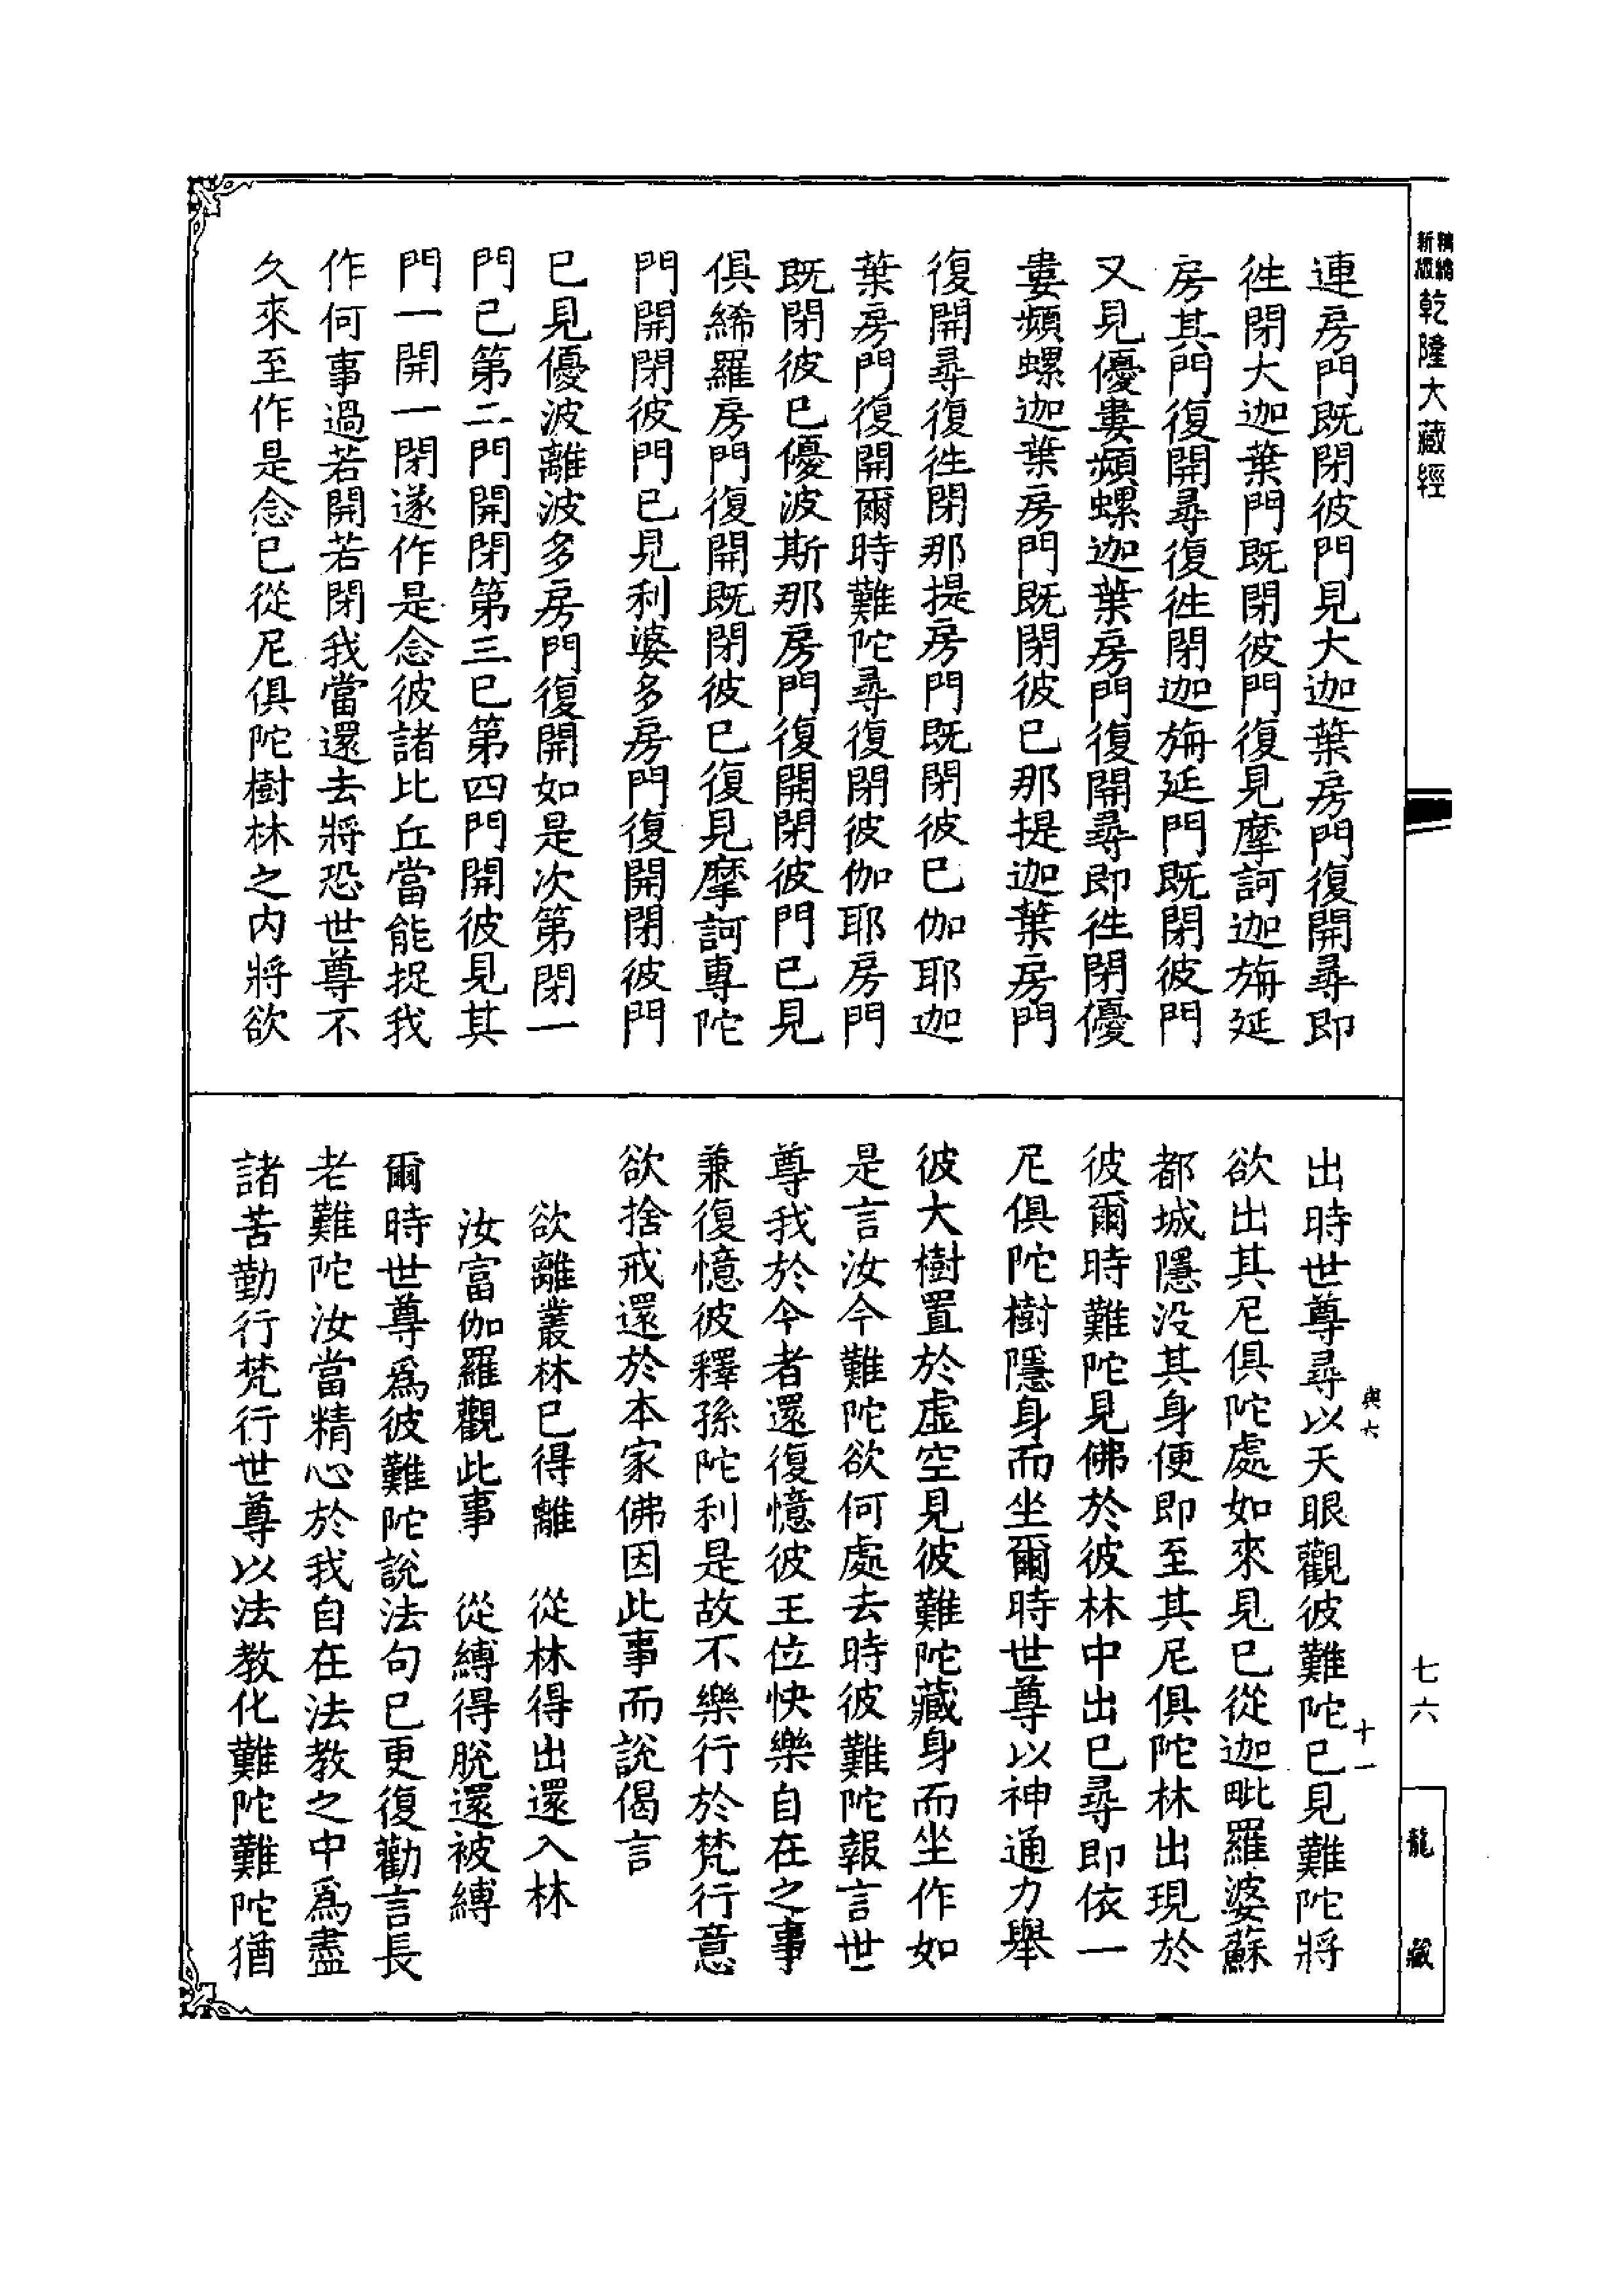 新編縮版乾隆大藏經
連房門既閉彼門見大迦葉房門復開尋即
徃閉大迦葉門既閉彼門復見摩訶迦旃延
房其門復開尋復徃閉迦旃延門既閉彼門
又見優婁頻螺迦葉房門復開尋即徃閉優
婁頻螺迦葉房門既閉彼已那提迦葉房門
復開尋復徃閉那提房門既閉彼已伽耶迦
葉房門復開爾時難陀尋復閉彼伽耶房門
既閉彼已優波斯那房門復開閉彼門已見
俱絺羅房門復開既閉彼已復見摩訶專陀
門開閉彼門已見利婆多房門復開閉彼門
已見優波離波多房門復開如是次第閉一
門已第二門開閉第三已第四門開彼見其
門一開一閉遂作是念彼諸比丘當能捉我
作何事過若開若閉我當還去將恐世尊不
久來至作是念已從尼俱陀樹林之内將欲
出時世尊尋以天眼觀彼難陀已見難陀將
欲出其尼俱陀處如來見已從迦毗羅婆蘇
都城隱没其身便即至其尼俱陀林出現於
彼爾時難陀見佛於彼林中出已尋即依一
尼俱陀樹隱身而坐爾時世尊以神通力舉
彼大樹置於虛空見彼難陀藏身而坐作如
是言汝今難陀欲何處去時彼難陀報言世
尊我於今者還復憶彼王位快樂自在之事
兼復憶彼釋孫陀利是故不樂行於梵行意
欲捨戒還於本家佛因此事而說偈言
欲離叢林已得離　從林得出還入林
汝富伽羅觀此事　從縛得脫還被縛
爾時世尊爲彼難陀說法句已更復勸言長
老難陀汝當精心於我自在法教之中爲盡
諸苦勤行梵行世尊以法教化難陀難陀猶
與六
十一
七六
龍藏